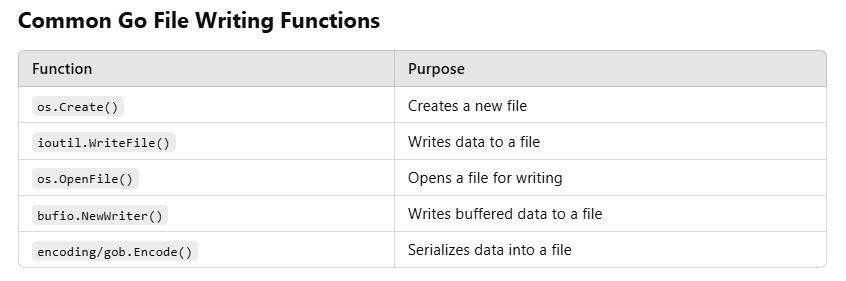 Common Go File Writing Functions
Function Purpose
os.Create() Creates a new file
ioutil.WriteFile() Writes data to a file
os.OpenFile() Opens a file for writing
bufio.NewWriter() Writes buffered data to a file
encoding/gob.Encode() Serializes data into a file